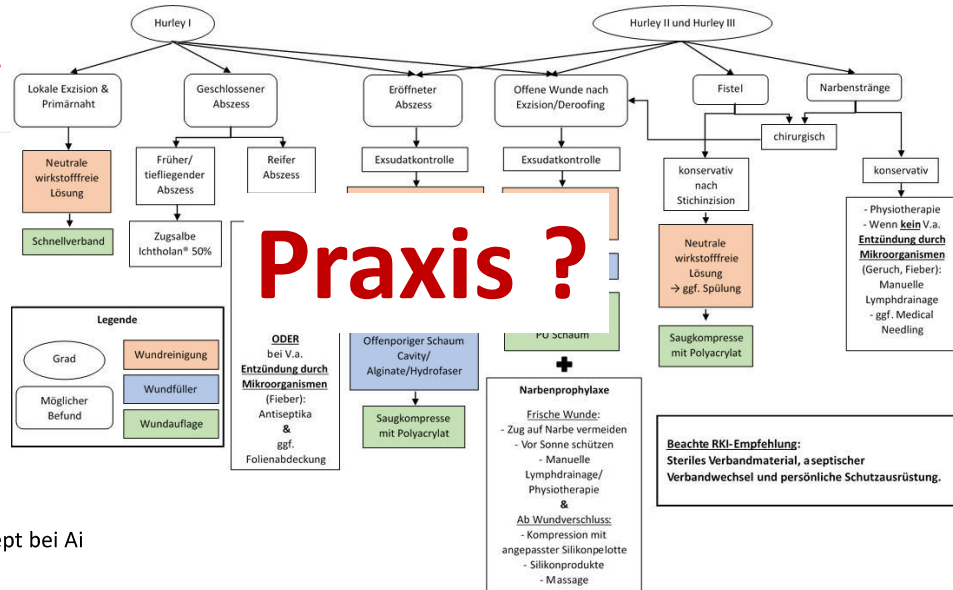 Hurley I
Hurley II und Hurley III
Lokale Exzision &
Primärnaht
Geschlossener
Abszess
Eröffneter
Abszess
Offene Wunde nach
Exzision/Deroofing
Fistel
Narbenstränge
chirurgisch
Neutrale
wirkstofffreie
Lösung
Schnellverband
Früher/
tiefliegender
Abszess
Zugsalbe
Ichtholan® 50%
Reifer
Abszess
Exsudatkontrolle
Exsudatkontrolle
konservativ
nach
Stichinzision
konservativ
Praxis ?
Neutrale
wirkstofffreie
Lösung
→ ggf. Spülung
Saugkompresse
mit Polyacrylat
- Physiotherapie
- Wenn kein V.a.
Entzündung durch
Mikroorganismen
(Geruch, Fieber):
Manuelle
Lymphdrainage
- ggf. Medical
Needling
ODER
bei V.a.
Entzündung durch
Mikroorganismen
(Fieber):
Antiseptika
&
ggf.
Folienabdeckung
Offenporiger Schaum
Cavity/
Alginate/Hydrofaser
Saugkompresse
mit Polyacrylat
PU Schaum
Narbenprophylaxe
Frische Wunde:
- Zug auf Narbe vermeiden
- Vor Sonne schützen
- Manuelle
Lymphdrainage/
Physiotherapie
&
Ab Wundverschluss:
- Kompression mit
angepasster Silikonpelotte
- Silikonprodukte
- Massage
Legende
Grad
Möglicher
Befund
Wundreinigung
Wundfüller
Wundauflage
Beachte RKI-Empfehlung:
Steriles Verbandmaterial, aseptischer
Verbandwechsel und persönliche Schutzausrüstung.
ept bei Ai